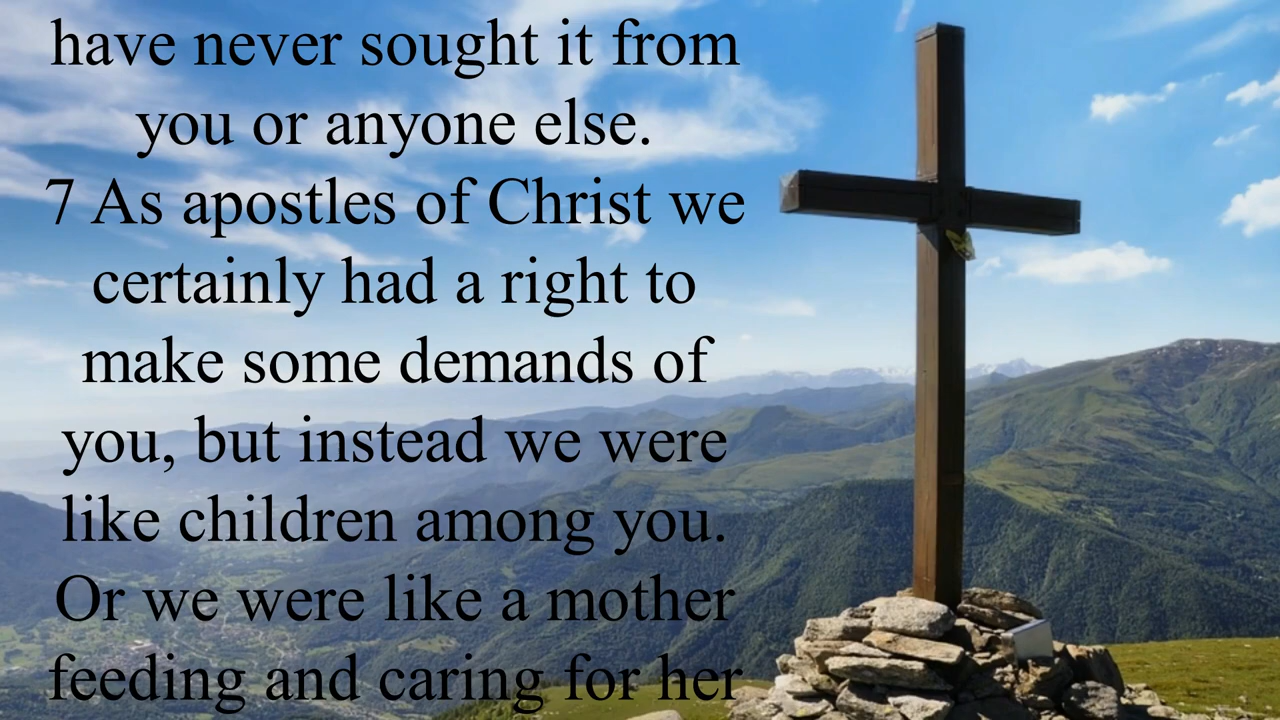 have never sought it from
you or anyone else.
7 As apostles of Christ we
certainly had a right to
make some demands of
you, but instead we were
like children among you.
Or we were like a mother
feeding and caring for her